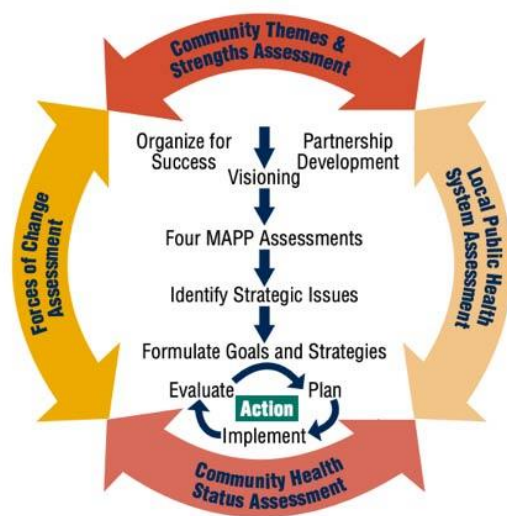 Community Themes &
Strengths Assessment
Organize for
Success
Partnership
Development
Visioning
Four MAPP Assessments
Identify Strategic Issues
Formulate Goals and Strategies
Evaluate
Plan
Action
Implement
Forces of Change
Assessment
Local Public Health
System Assessment
Community Health
Status Assessment